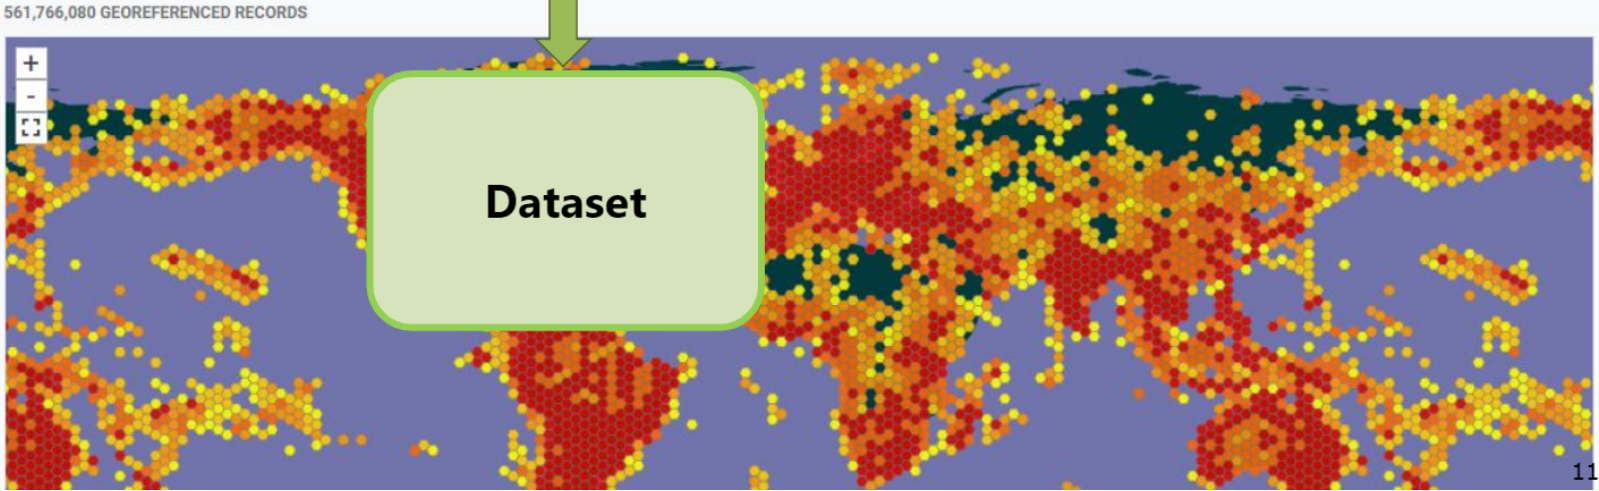 561,766,080 GEOREFERENCED RECORDS
+
-
Dataset
11